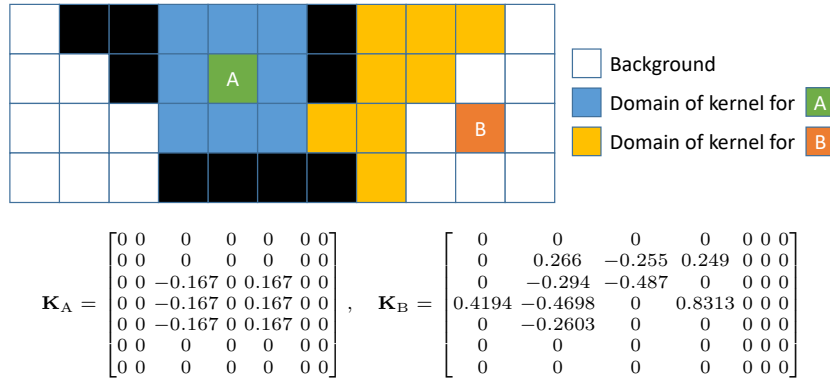 A
B
Background
Domain of kernel for A
Domain of kernel for B
K_A = [0 0 0 0 0 0 0
0 0 0 0 0 0 0
0 0 −0.167 0 0.167 0 0
0 0 −0.167 0 0.167 0 0
0 0 −0.167 0 0.167 0 0
0 0 0 0 0 0 0
0 0 0 0 0 0 0] ,
K_B = [0 0 0 0 0 0 0
0 0.266 −0.255 0.249 0 0 0
0 −0.294 −0.487 0 0 0 0
0.4194 −0.4698 0 0.8313 0 0 0
0 −0.2603 0 0 0 0 0
0 0 0 0 0 0 0
0 0 0 0 0 0 0]